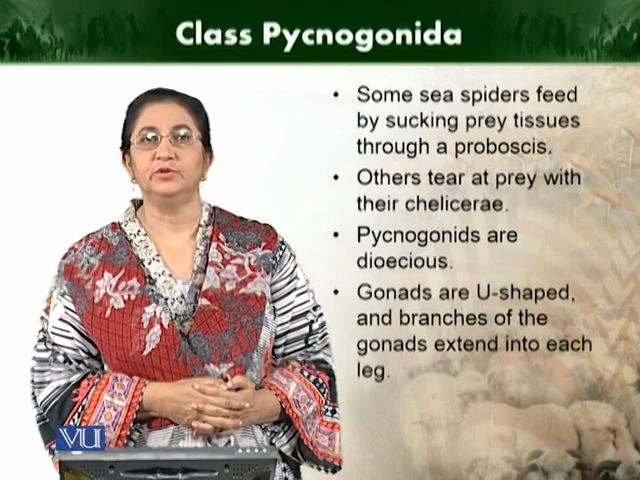 Class Pycnogonida
• Some sea spiders feed
by sucking prey tissues
through a proboscis.
• Others tear at prey with
their chelicerae.
• Pycnogonids are
dioecious.
• Gonads are U-shaped,
and branches of the
gonads extend into each
leg.
VU